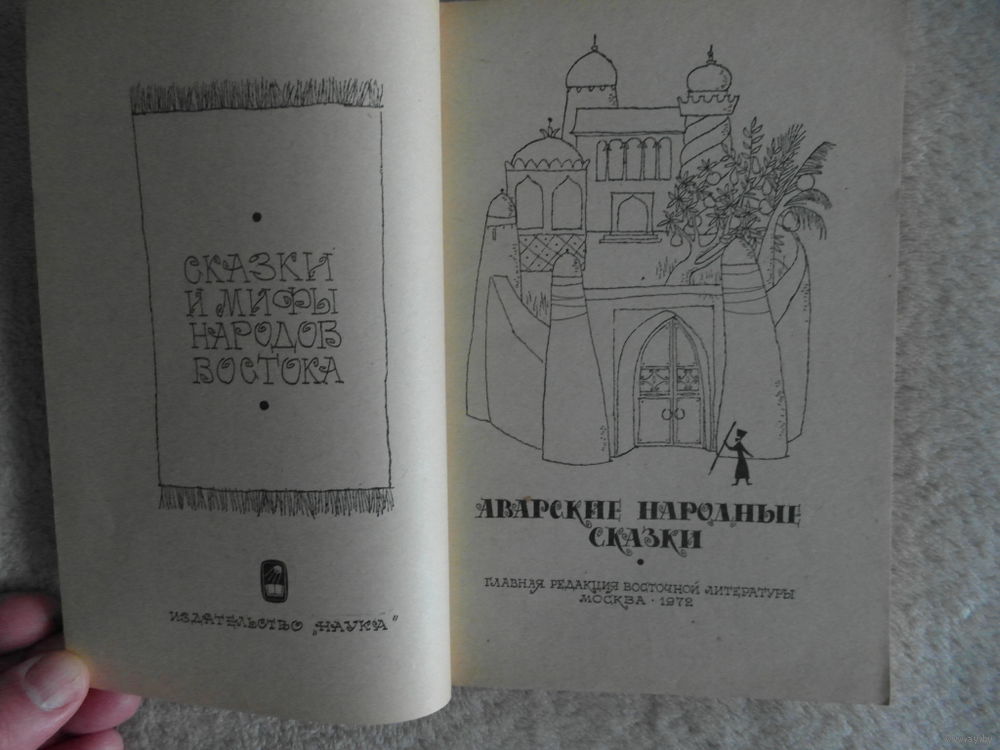 СКАЗКИ
И МИФЫ
НАРОДОВ
ВОСТОКА
ИЗДАТЕЛЬСТВО „НАУКА"
АВАРСКИЕ НАРОДНЫЕ
СКАЗКИ
ГЛАВНАЯ РЕДАКЦИЯ ВОСТОЧНОЙ ЛИТЕРАТУРЫ
МОСКВА · 1972